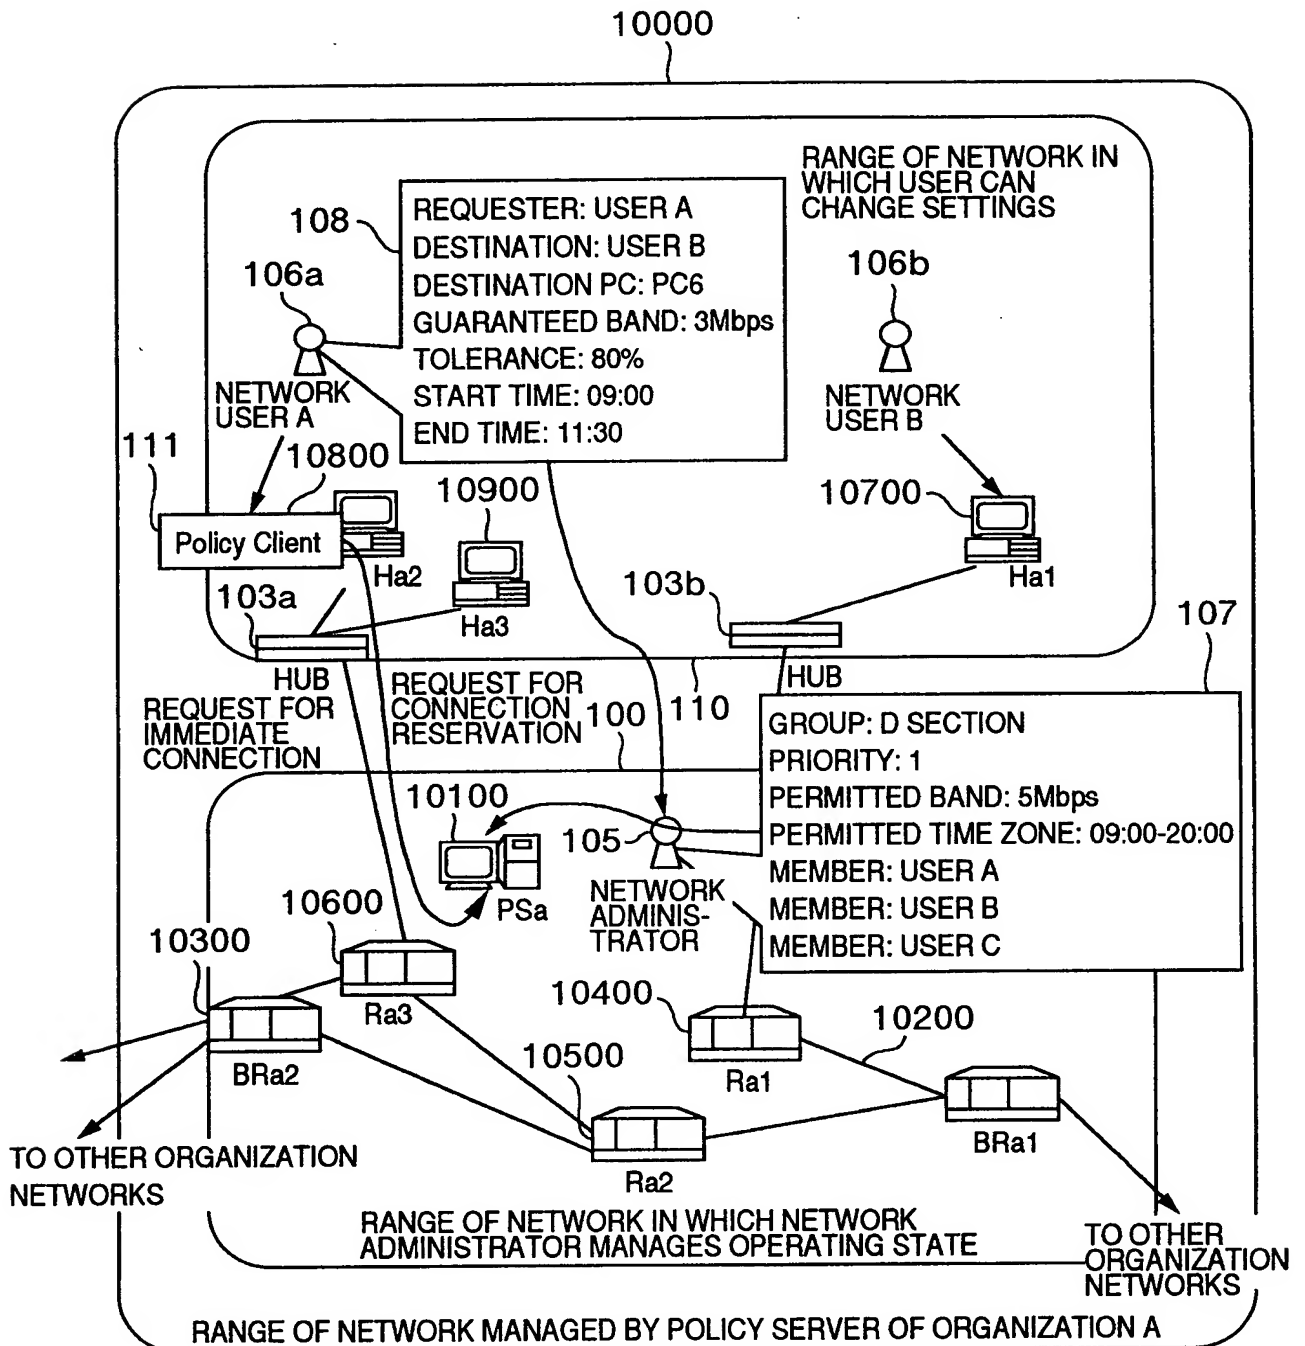 10000
RANGE OF NETWORK IN
WHICH USER CAN
CHANGE SETTINGS
108
REQUESTER: USER A
DESTINATION: USER B
DESTINATION PC: PC6
GUARANTEED BAND: 3Mbps
TOLERANCE: 80%
START TIME: 09:00
END TIME: 11:30
106a
NETWORK
USER A
106b
NETWORK
USER B
111
10800
Policy Client
Ha2
10900
Ha3
10700
Ha1
103a
HUB
103b
HUB
107
REQUEST FOR
IMMEDIATE
CONNECTION
REQUEST FOR
CONNECTION
RESERVATION
100
110
GROUP: D SECTION
PRIORITY: 1
PERMITTED BAND: 5Mbps
PERMITTED TIME ZONE: 09:00-20:00
MEMBER: USER A
MEMBER: USER B
MEMBER: USER C
10100
PSa
105
NETWORK
ADMINIS-
TRATOR
10600
Ra3
10300
BRa2
10400
Ra1
10200
BRa1
10500
Ra2
TO OTHER ORGANIZATION
NETWORKS
RANGE OF NETWORK IN WHICH NETWORK
ADMINISTRATOR MANAGES OPERATING STATE
TO OTHER
ORGANIZATION
NETWORKS
RANGE OF NETWORK MANAGED BY POLICY SERVER OF ORGANIZATION A